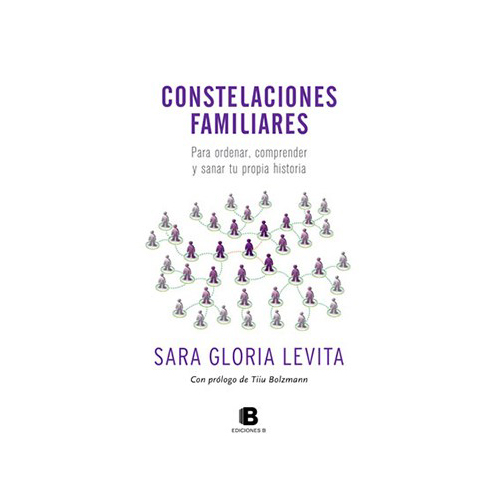 CONSTELACIONES
FAMILIARES
Para ordenar, comprender
y sanar tu propia historia
SARA GLORIA LEVITA
Con prólogo de Tiiu Bolzmann
B
EDICIONES B